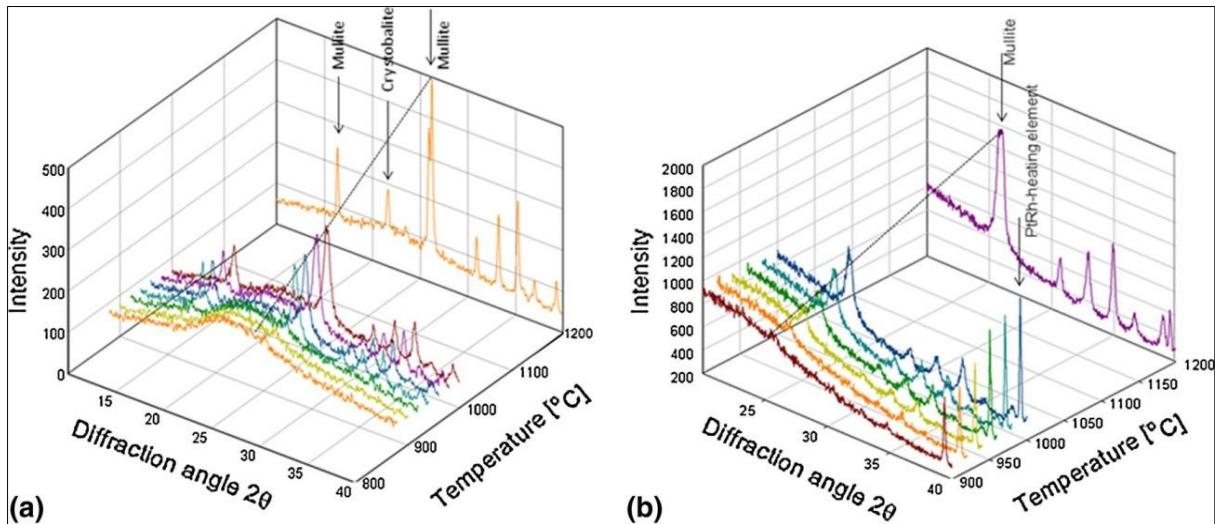 Mullite
Crystobalite
Mullite
500
400
300
200
100
0
Intensity
15
20
25
30
35
40
Diffraction angle 2θ
800
900
1000
1100
1200
Temperature [°C]
(a)
Mullite
PtRh-heating element
2000
1800
1600
1400
1200
1000
800
600
400
200
Intensity
25
30
35
40
Diffraction angle 2θ
900
950
1000
1050
1100
1150
1200
Temperature [°C]
(b)